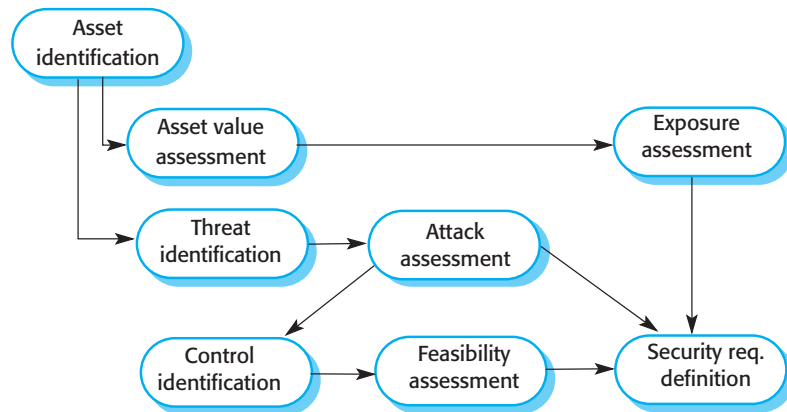 Asset
identification
Asset value
assessment
Exposure
assessment
Threat
identification
Attack
assessment
Control
identification
Feasibility
assessment
Security req.
definition